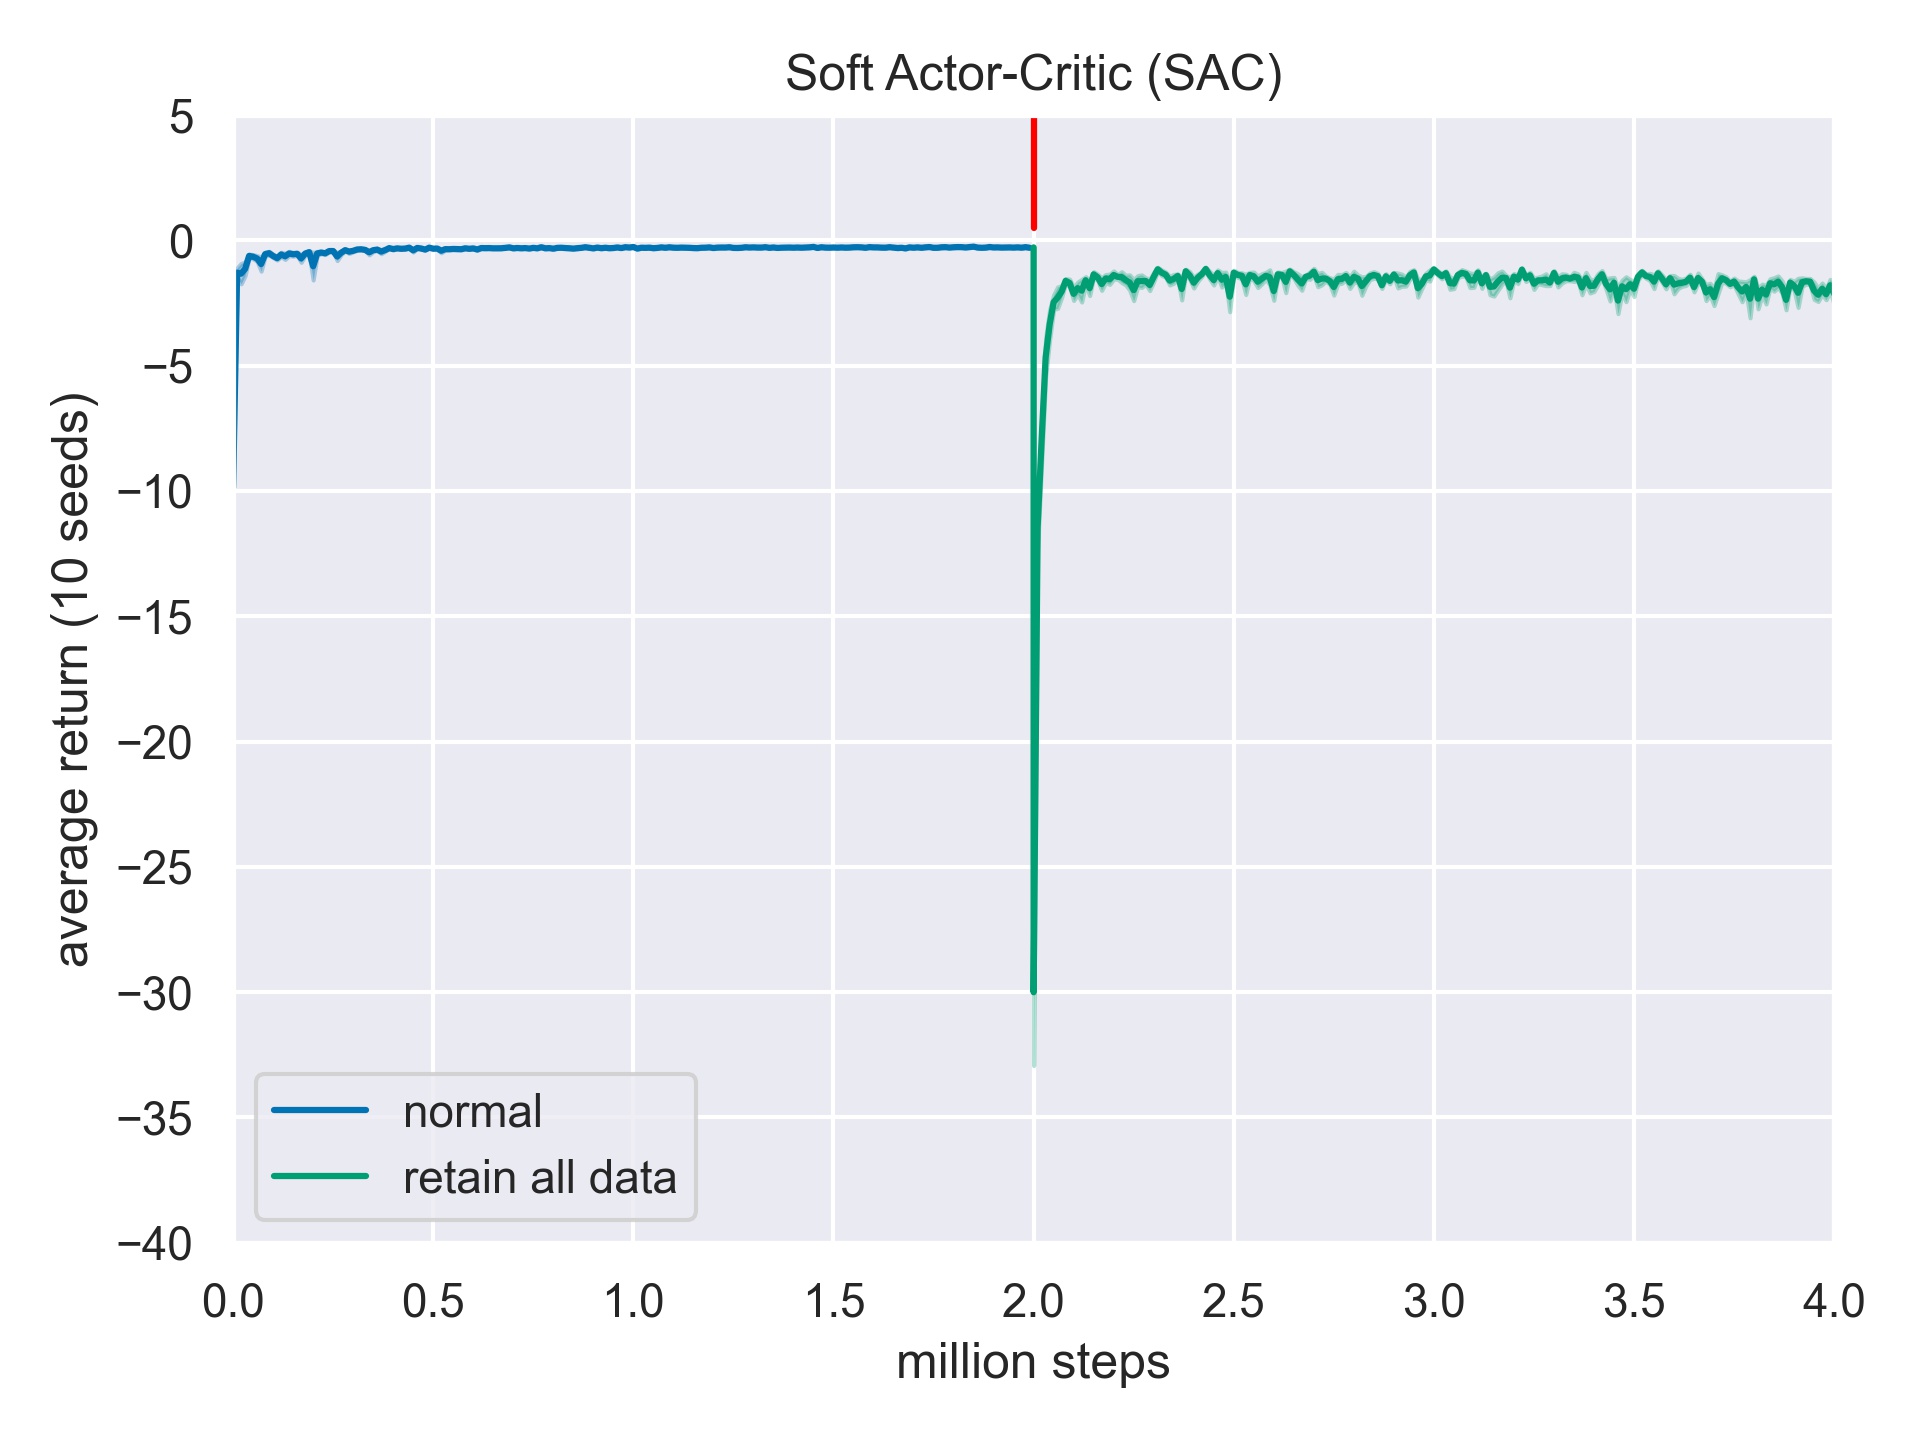 Soft Actor-Critic (SAC)
5
0
−5
−10
−15
−20
−25
−30
−35
−40
average return (10 seeds)
normal
retain all data
0.0 0.5 1.0 1.5 2.0 2.5 3.0 3.5 4.0
million steps